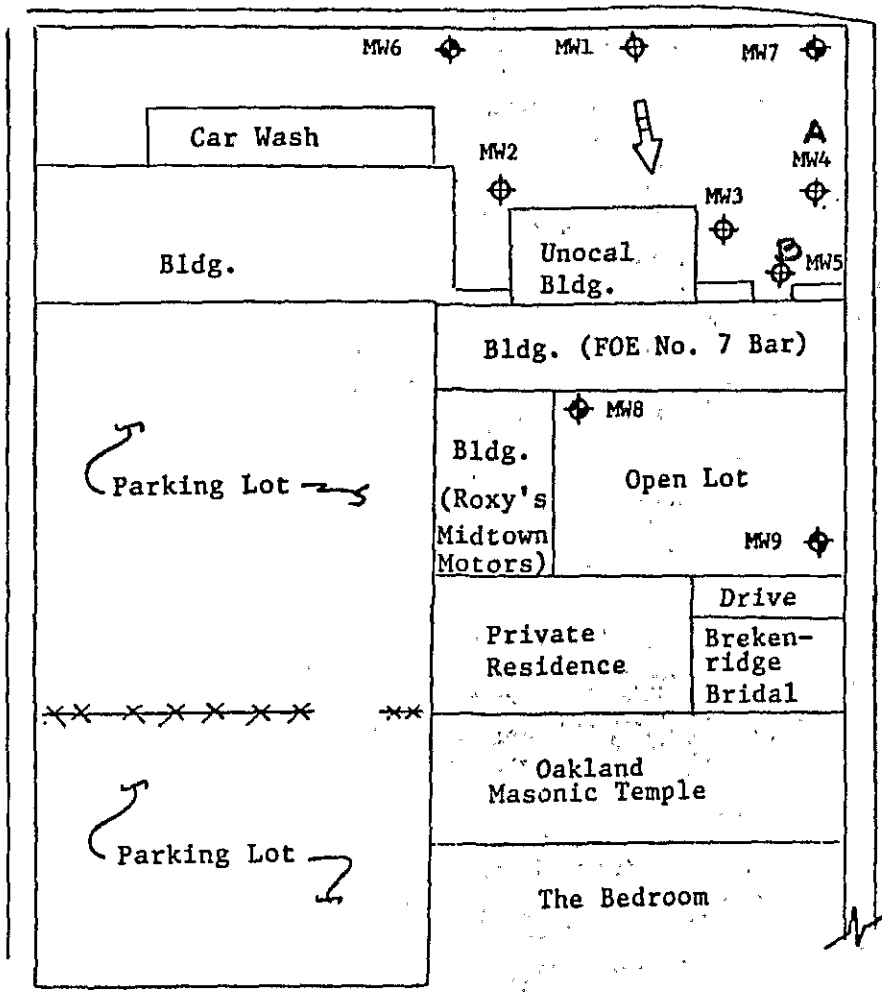 MW6
MW1
MW7
Car Wash
A
MW2
MW4
MW3
Bldg.
Unocal
Bldg.
B
MW5
Bldg. (FOE No. 7 Bar)
MW8
Bldg.
(Roxy's
Midtown
Motors)
Open Lot
Parking Lot
MW9
Drive
Private
Residence
Breken-
ridge
Bridal
Oakland
Masonic Temple
Parking Lot
The Bedroom